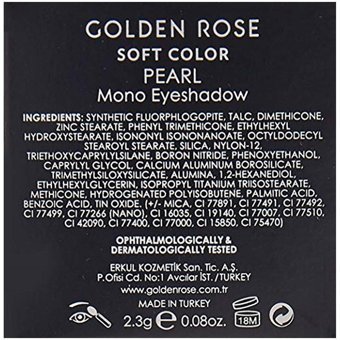 GOLDEN ROSE
SOFT COLOR
PEARL
Mono Eyeshadow
INGREDIENTS: SYNTHETIC FLUORPHLOGOPITE, TALC, DIMETHICONE,
ZINC STEARATE, PHENYL TRIMETHICONE, ETHYLHEXYL
HYDROXYSTEARATE, ISONONYL ISONONANOATE, OCTYLDODECYL
STEAROYL STEARATE, SILICA, NYLON-12,
TRIETHOXYCAPRYLYLSILANE, BORON NITRIDE, PHENOXYETHANOL,
CAPRYLYL GLYCOL, CALCIUM ALUMINUM BOROSILICATE,
TRIMETHYLSILOXYSILICATE, ALUMINA, 1,2-HEXANEDIOL,
ETHYLHEXYLGLYCERIN, ISOPROPYL TITANIUM TRIISOSTEARATE,
METHICONE, HYDROGENATED POLYISOBUTENE, PALMITIC ACID,
BENZOIC ACID, TIN OXIDE. (+/- MICA, CI 77891, CI 77491, CI 77492,
CI 77499, CI 77266 (NANO), CI 16035, CI 19140, CI 77007, CI 77510,
CI 42090, CI 77400, CI 77000, CI 15850, CI 75470)
OPHTHALMOLOGICALLY &
DERMATOLOGICALLY TESTED
ERKUL KOZMETİK San. Tic. A.Ş.
P.Ofisi Cd. No:1 Avcılar İST. /TURKEY
www.goldenrose.com.tr
MADE IN TURKEY
2.3g e 0.08oz.
18M